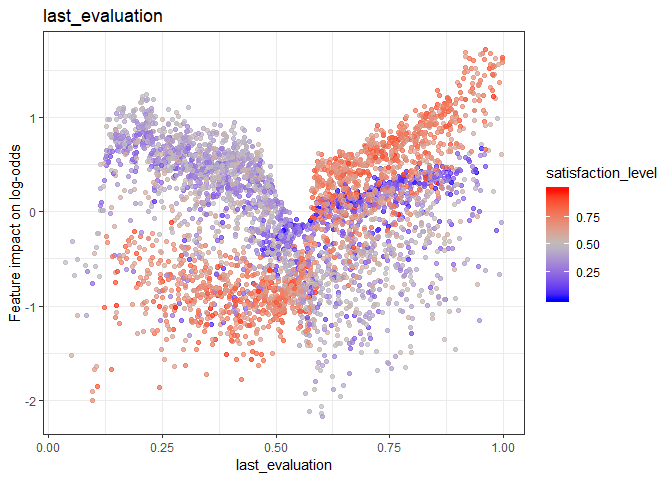 last_evaluation
Feature impact on log-odds
1
0
-1
-2
0.00 0.25 0.50 0.75 1.00
last_evaluation
satisfaction_level
0.75
0.50
0.25